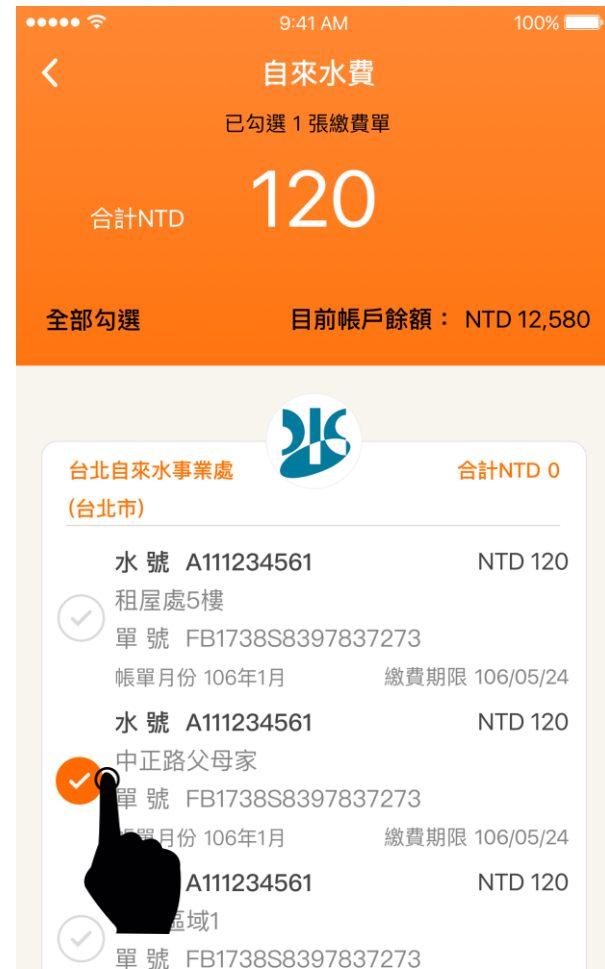 9:41 AM 100%
自來水費
已勾選 1 張繳費單
合計NTD 120
全部勾選 目前帳戶餘額： NTD 12,580
台北自來水事業處 合計NTD 0
(台北市)
水 號 A111234561 NTD 120
租屋處5樓
單 號 FB1738S8397837273
帳單月份 106年1月 繳費期限 106/05/24
水 號 A111234561 NTD 120
中正路父母家
單 號 FB1738S8397837273
單月份 106年1月 繳費期限 106/05/24
A111234561 NTD 120
區域1
單 號 FB1738S8397837273